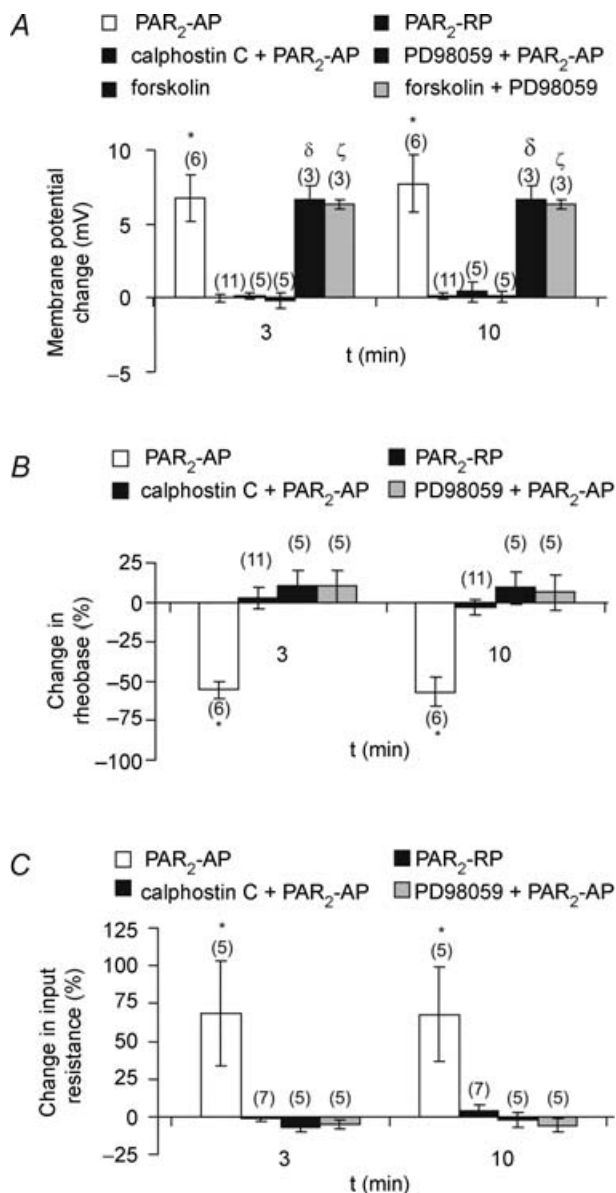 A
PAR2-AP PAR2-RP
calphostin C + PAR2-AP PD98059 + PAR2-AP
forskolin forskolin + PD98059
* * 
(6) δ ζ (6) δ ζ
(3) (3) (3) (3)
(11) (5) (5) (11) (5) (5)
10
5
0
−5
Membrane potential
change (mV)
3 10
t (min)
B
PAR2-AP PAR2-RP
calphostin C + PAR2-AP PD98059 + PAR2-AP
(11) (5) (5) (11) (5) (5)
25
0
−25
−50
−75
−100
Change in
rheobase (%)
3 10
(6) (6)
* *
t (min)
C
PAR2-AP PAR2-RP
calphostin C + PAR2-AP PD98059 + PAR2-AP
* *
(5) (5)
(7) (5) (5) (7) (5) (5)
125
100
75
50
25
0
−25
Change in input
resistance (%)
3 10
t (min)